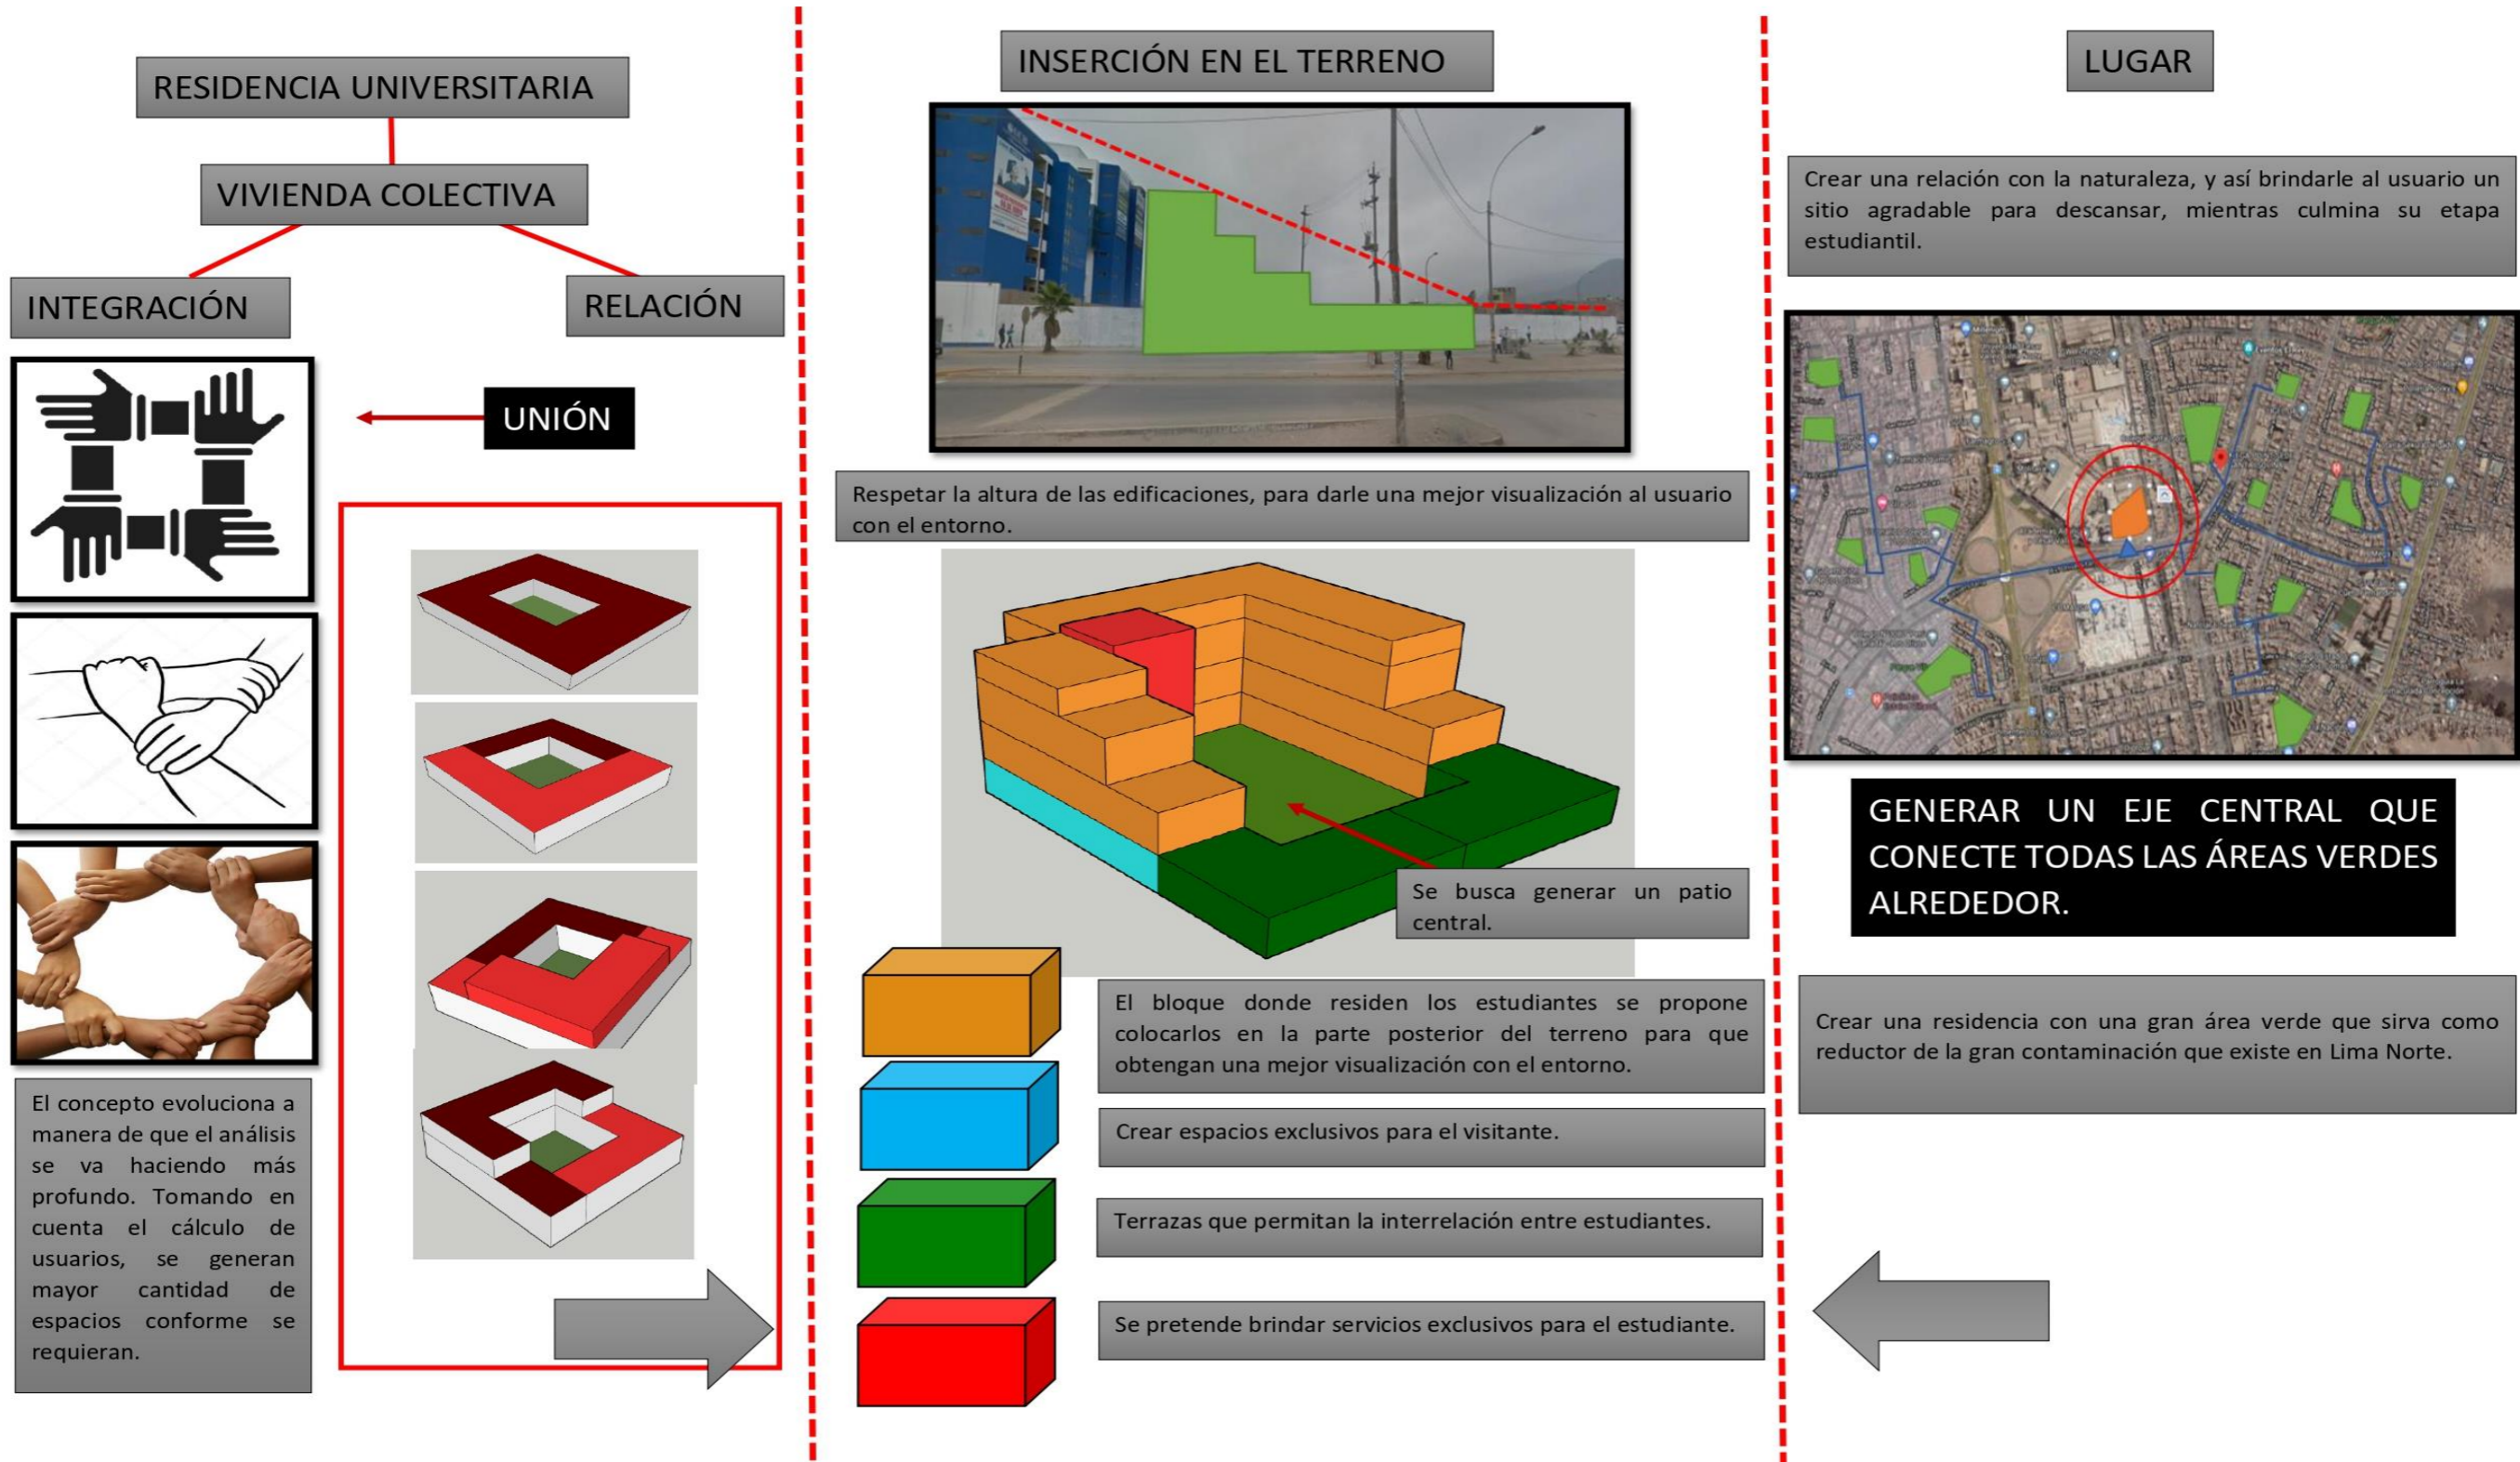 RESIDENCIA UNIVERSITARIA
VIVIENDA COLECTIVA
INTEGRACIÓN
RELACIÓN
UNIÓN
El concepto evoluciona a
manera de que el análisis
se va haciendo más
profundo. Tomando en
cuenta el cálculo de
usuarios, se generan
mayor cantidad de
espacios conforme se
requieran.
INSERCIÓN EN EL TERRENO
Respetar la altura de las edificaciones, para darle una mejor visualización al usuario
con el entorno.
Se busca generar un patio
central.
El bloque donde residen los estudiantes se propone
colocarlos en la parte posterior del terreno para que
obtengan una mejor visualización con el entorno.
Crear espacios exclusivos para el visitante.
Terrazas que permitan la interrelación entre estudiantes.
Se pretende brindar servicios exclusivos para el estudiante.
LUGAR
Crear una relación con la naturaleza, y así brindarle al usuario un
sitio agradable para descansar, mientras culmina su etapa
estudiantil.
GENERAR UN EJE CENTRAL QUE
CONECTE TODAS LAS ÁREAS VERDES
ALREDEDOR.
Crear una residencia con una gran área verde que sirva como
reductor de la gran contaminación que existe en Lima Norte.